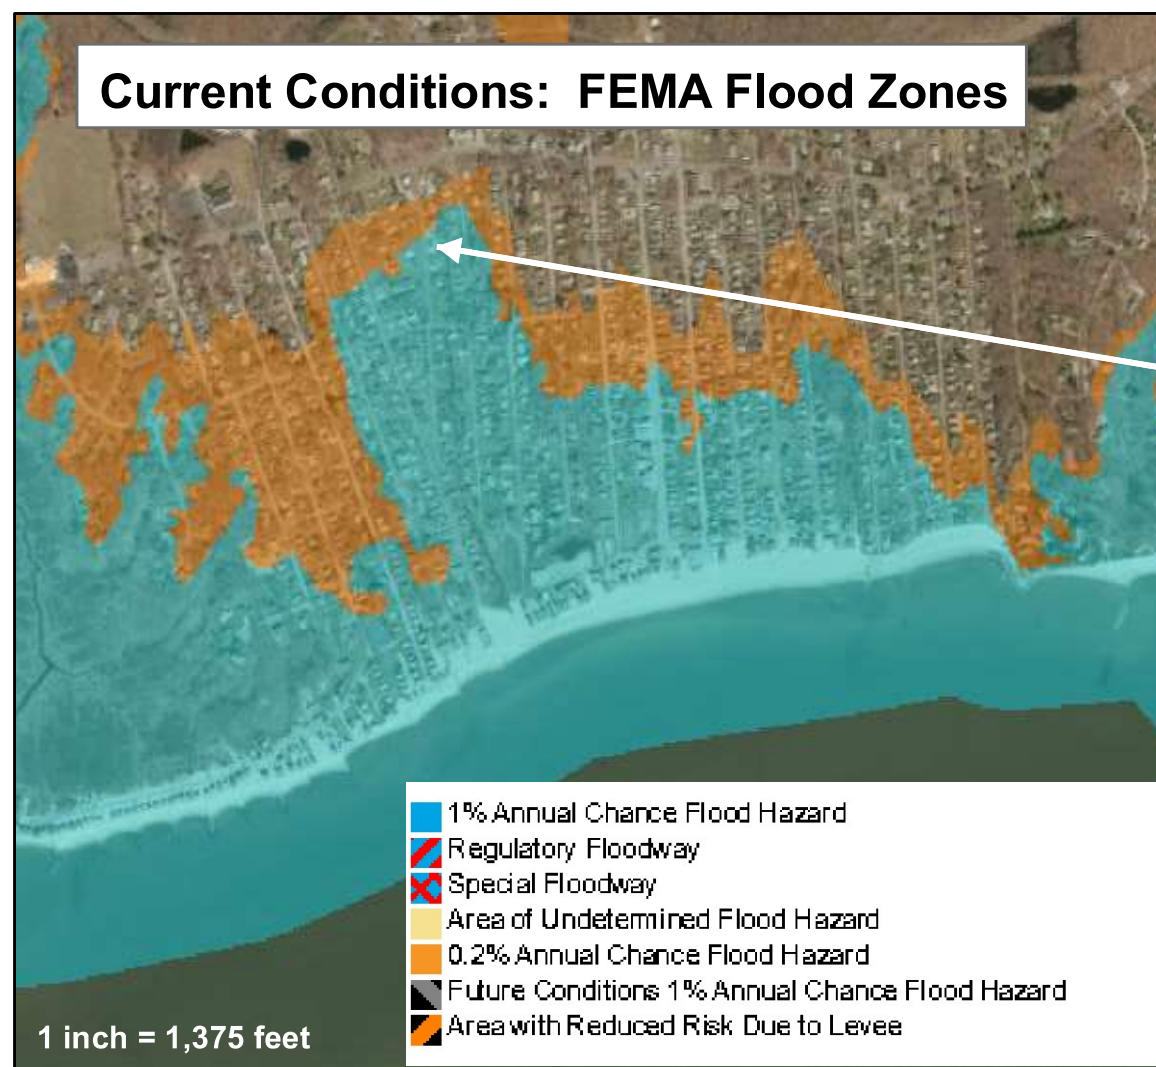 Current Conditions: FEMA Flood Zones
1% Annual Chance Flood Hazard
Regulatory Floodway
Special Floodway
Area of Undetermined Flood Hazard
0.2% Annual Chance Flood Hazard
Future Conditions 1% Annual Chance Flood Hazard
Area with Reduced Risk Due to Levee
1 inch = 1,375 feet